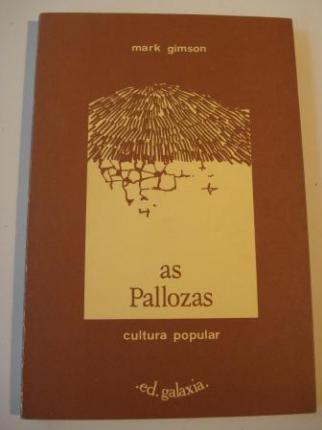 mark gimson
as
Pallozas
cultura popular
.ed. galaxia.